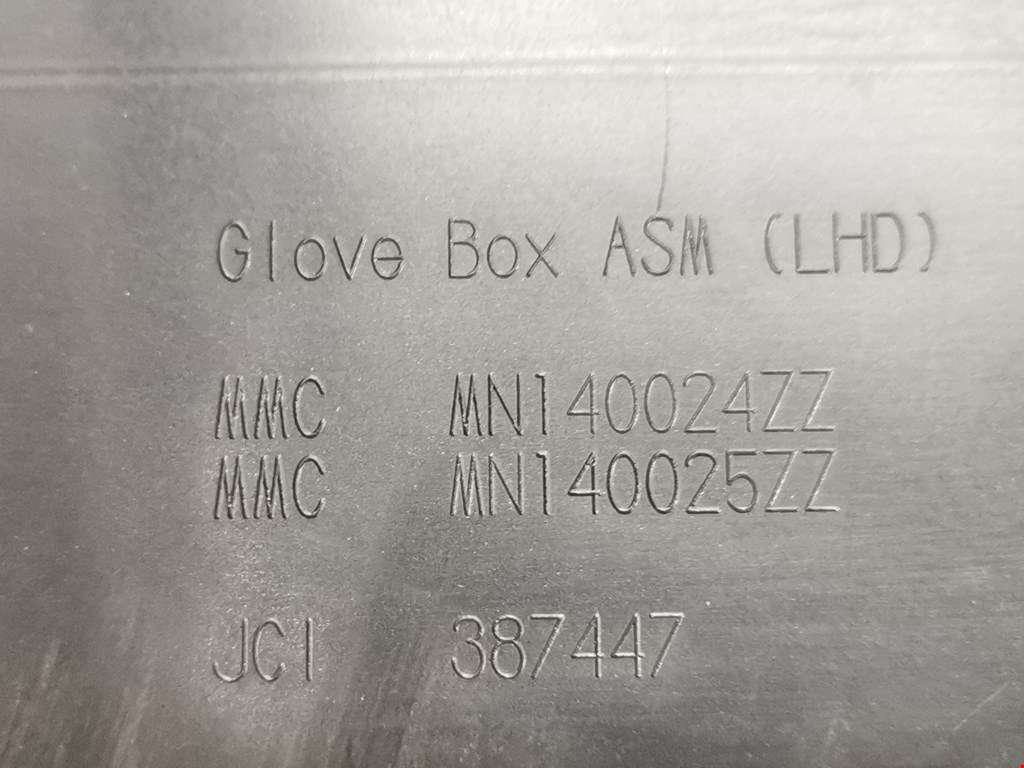 Glove Box ASM (LHD)
MMC MN140024ZZ
MMC MN140025ZZ
JCI 387447